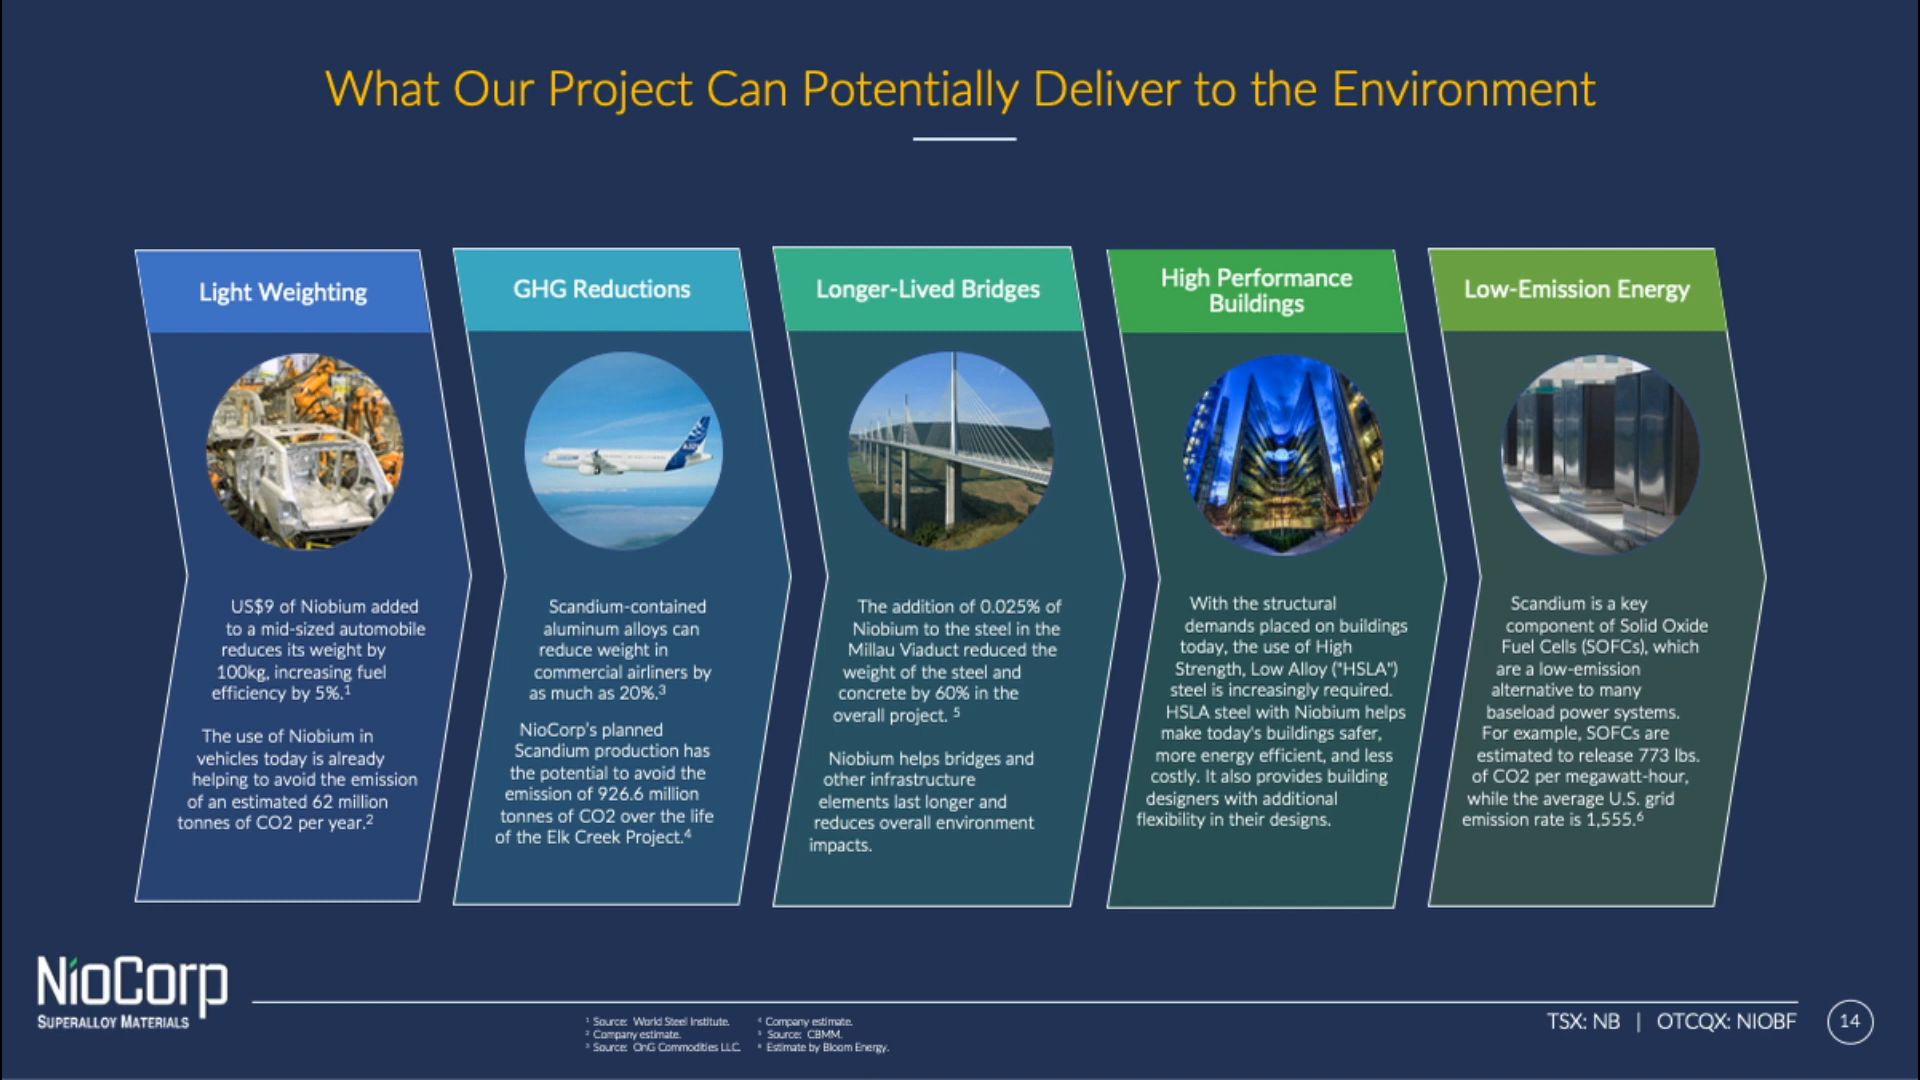 What Our Project Can Potentially Deliver to the Environment
Light Weighting
US$9 of Niobium added
to a mid-sized automobile
reduces its weight by
100kg, increasing fuel
efficiency by 5%.¹
The use of Niobium in
vehicles today is already
helping to avoid the emission
of an estimated 62 million
tonnes of CO2 per year.²
GHG Reductions
Scandium-contained
aluminum alloys can
reduce weight in
commercial airliners by
as much as 20%.³
NioCorp's planned
Scandium production has
the potential to avoid the
emission of 926.6 million
tonnes of CO2 over the life
of the Elk Creek Project.⁴
Longer-Lived Bridges
The addition of 0.025% of
Niobium to the steel in the
Millau Viaduct reduced the
weight of the steel and
concrete by 60% in the
overall project. ⁵
Niobium helps bridges and
other infrastructure
elements last longer and
reduces overall environment
impacts.
High Performance
Buildings
With the structural
demands placed on buildings
today, the use of High
Strength, Low Alloy ("HSLA")
steel is increasingly required.
HSLA steel with Niobium helps
make today's buildings safer,
more energy efficient, and less
costly. It also provides building
designers with additional
flexibility in their designs.
Low-Emission Energy
Scandium is a key
component of Solid Oxide
Fuel Cells (SOFCs), which
are a low-emission
alternative to many
baseload power systems.
For example, SOFCs are
estimated to release 773 lbs.
of CO2 per megawatt-hour,
while the average U.S. grid
emission rate is 1,555.⁶
NioCorp
SUPERALLOY MATERIALS
¹ Source: World Steel Institute.
² Company estimate.
³ Source: OnG Commodities LLC.
⁴ Company estimate.
⁵ Source: CBMM.
⁶ Estimate by Bloom Energy.
TSX: NB | OTCQX: NIOBF
14